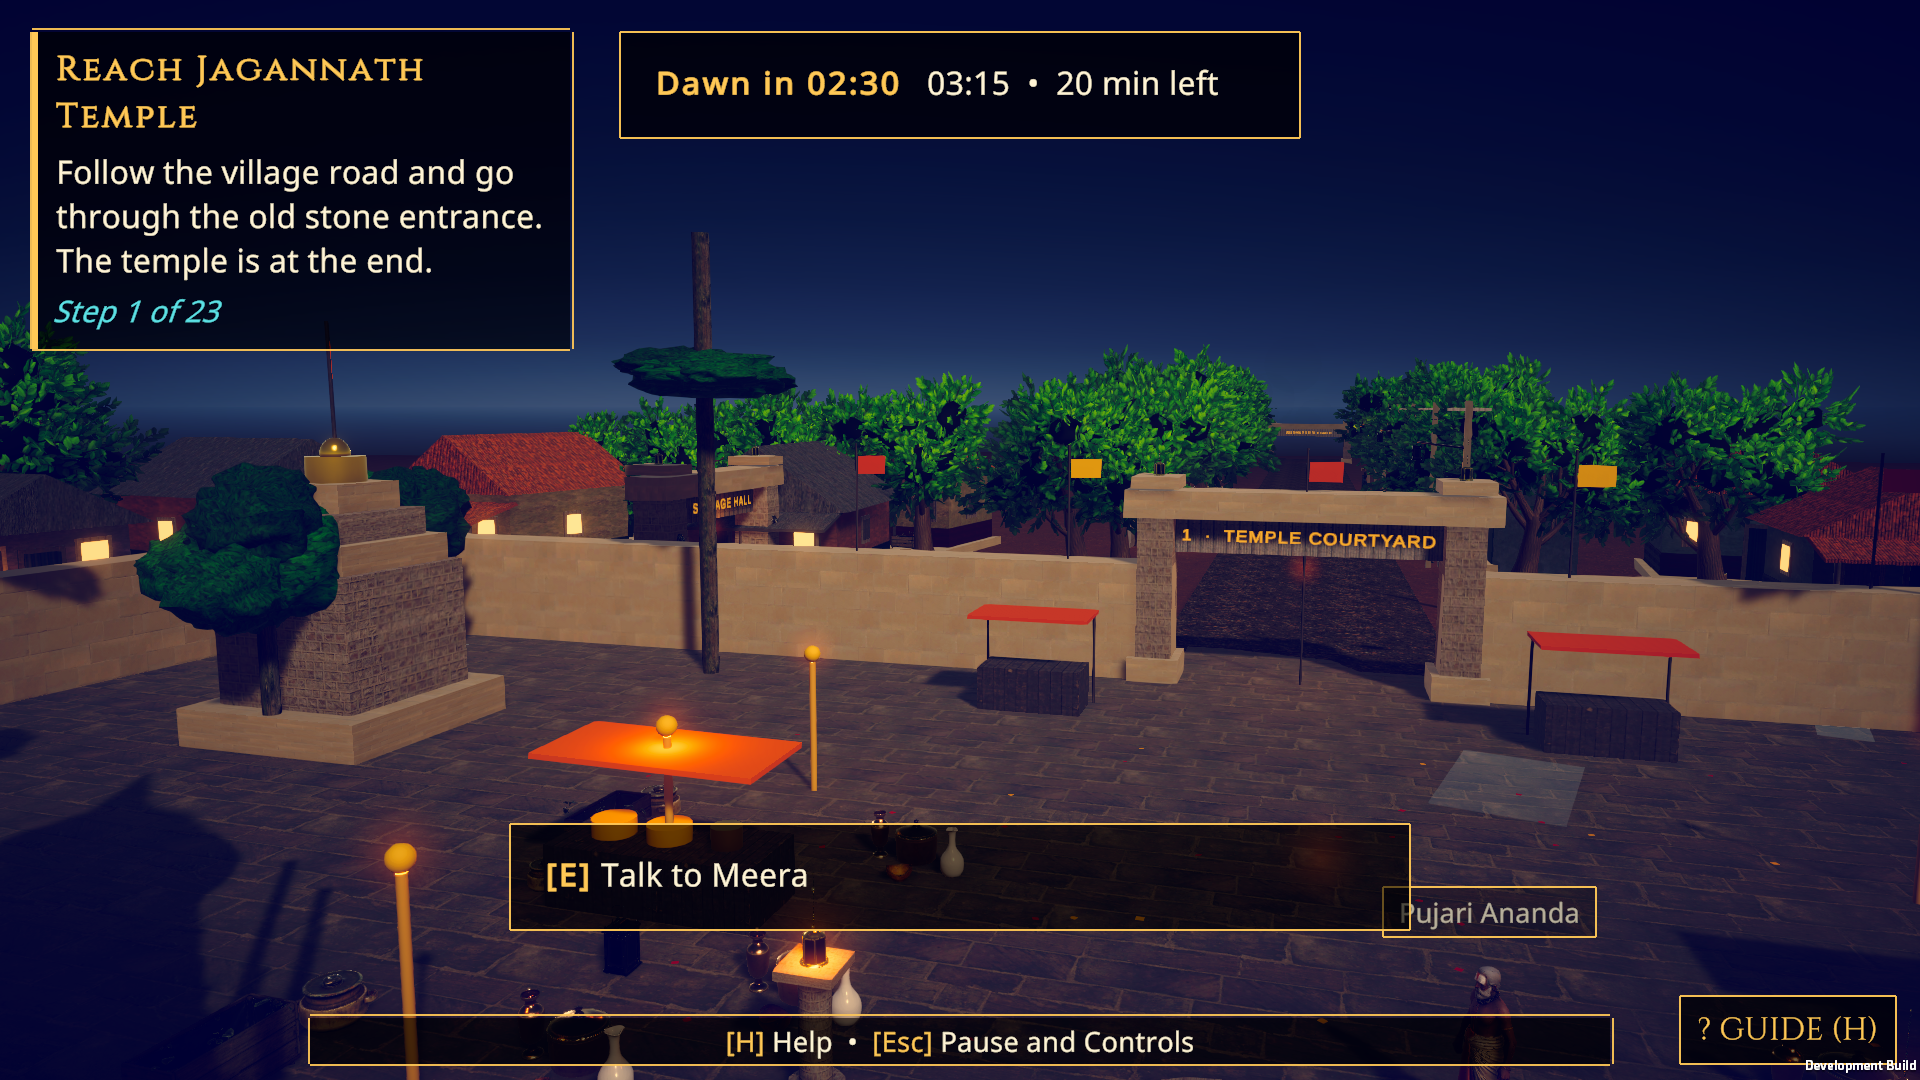 REACH JAGANNATH
TEMPLE
Follow the village road and go
through the old stone entrance.
The temple is at the end.
Step 1 of 23
Dawn in 02:30 03:15 • 20 min left
HALL
1 · TEMPLE COURTYARD
[E] Talk to Meera
Pujari Ananda
[H] Help • [Esc] Pause and Controls
? GUIDE (H)
Development Build